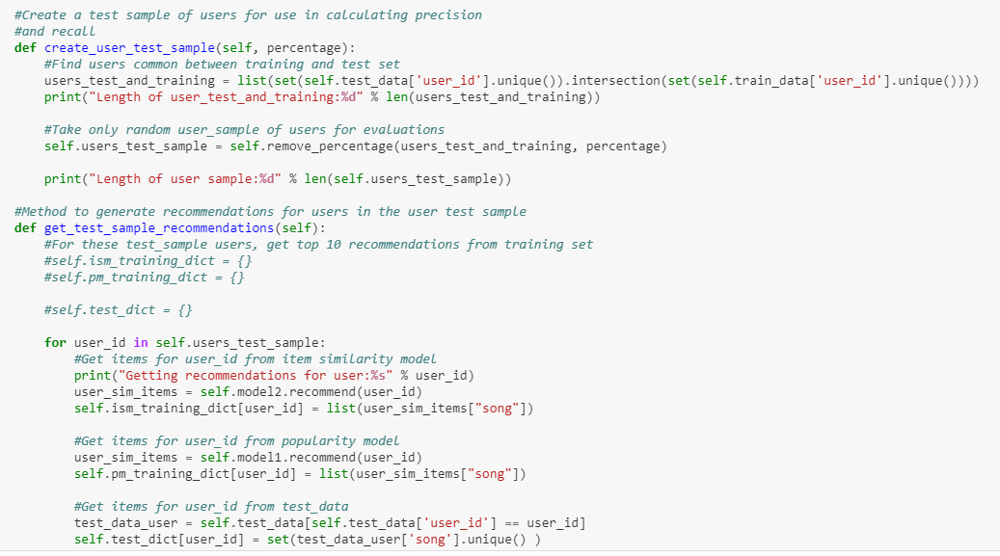 #Create a test sample of users for use in calculating precision
#and recall
def create_user_test_sample(self, percentage):
    #Find users common between training and test set
    users_test_and_training = list(set(self.test_data['user_id'].unique()).intersection(set(self.train_data['user_id'].unique())))
    print("Length of user_test_and_training:%d" % len(users_test_and_training))

    #Take only random user_sample of users for evaluations
    self.users_test_sample = self.remove_percentage(users_test_and_training, percentage)

    print("Length of user sample:%d" % len(self.users_test_sample))

#Method to generate recommendations for users in the user test sample
def get_test_sample_recommendations(self):
    #For these test_sample users, get top 10 recommendations from training set
    #self.ism_training_dict = {}
    #self.pm_training_dict = {}

    #self.test_dict = {}

    for user_id in self.users_test_sample:
        #Get items for user_id from item similarity model
        print("Getting recommendations for user:%s" % user_id)
        user_sim_items = self.model2.recommend(user_id)
        self.ism_training_dict[user_id] = list(user_sim_items["song"])

        #Get items for user_id from popularity model
        user_sim_items = self.model1.recommend(user_id)
        self.pm_training_dict[user_id] = list(user_sim_items["song"])

        #Get items for user_id from test_data
        test_data_user = self.test_data[self.test_data['user_id'] == user_id]
        self.test_dict[user_id] = set(test_data_user['song'].unique() )